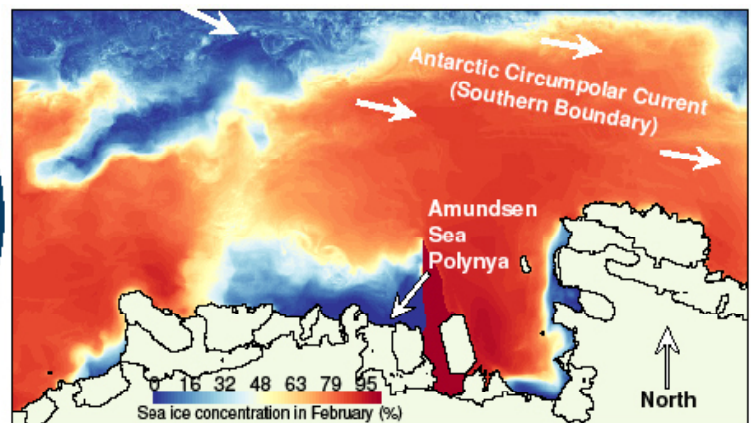 Antarctic Circumpolar Current
(Southern Boundary)
Amundsen
Sea
Polynya
0 16 32 48 63 79 95
Sea ice concentration in February (%)
North